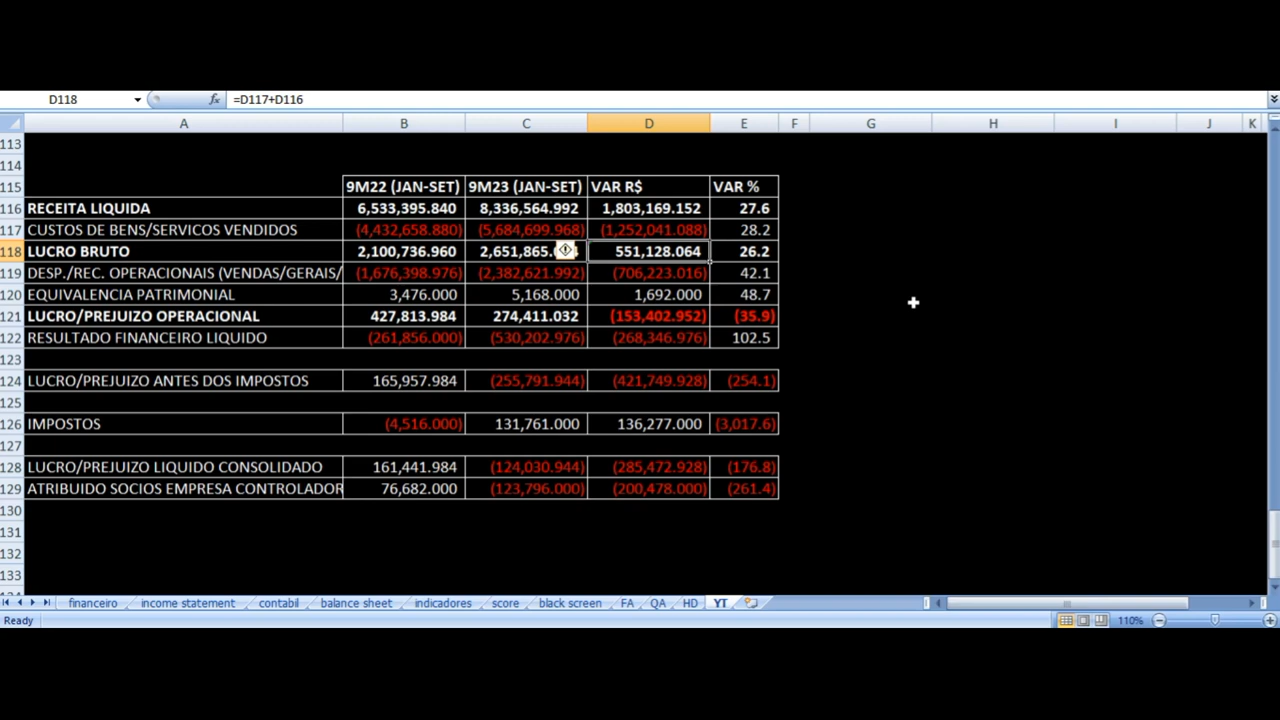 D118 fx =D117+D116
A B C D E F G H I J K
113
114
115 9M22 (JAN-SET) 9M23 (JAN-SET) VAR R$ VAR %
116 RECEITA LIQUIDA 6,533,395.840 8,336,564.992 1,803,169.152 27.6
117 CUSTOS DE BENS/SERVICOS VENDIDOS (4,432,658.880) (5,684,699.968) (1,252,041.088) 28.2
118 LUCRO BRUTO 2,100,736.960 2,651,865. 551,128.064 26.2
119 DESP./REC. OPERACIONAIS (VENDAS/GERAIS/ (1,676,398.976) (2,382,621.992) (706,223.016) 42.1
120 EQUIVALENCIA PATRIMONIAL 3,476.000 5,168.000 1,692.000 48.7
121 LUCRO/PREJUIZO OPERACIONAL 427,813.984 274,411.032 (153,402.952) (35.9)
122 RESULTADO FINANCEIRO LIQUIDO (261,856.000) (530,202.976) (268,346.976) 102.5
123
124 LUCRO/PREJUIZO ANTES DOS IMPOSTOS 165,957.984 (255,791.944) (421,749.928) (254.1)
125
126 IMPOSTOS (4,516.000) 131,761.000 136,277.000 (3,017.6)
127
128 LUCRO/PREJUIZO LIQUIDO CONSOLIDADO 161,441.984 (124,030.944) (285,472.928) (176.8)
129 ATRIBUIDO SOCIOS EMPRESA CONTROLADOR 76,682.000 (123,796.000) (200,478.000) (261.4)
130
131
132
133
financeiro income statement contabil balance sheet indicadores score black screen FA QA HD YT
Ready 110%